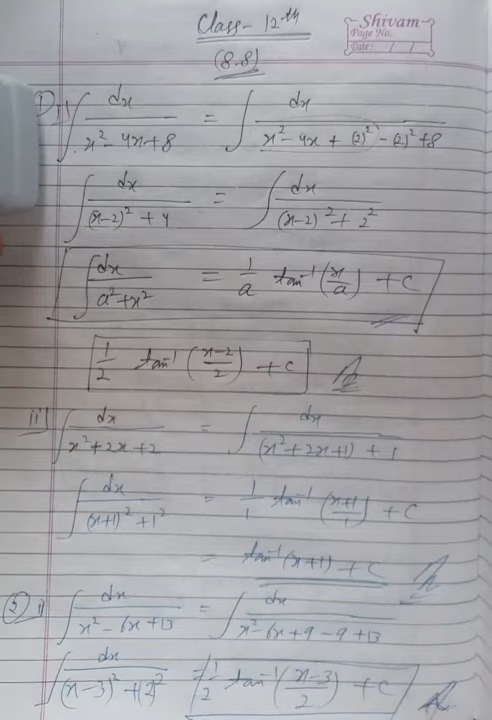 Class- 12th
Shivam
Page No.
Date: / /
(8.8)
① i) ∫ dx / (x² - 4x + 8) = ∫ dx / (x² - 4x + (2)² - (2)² + 8)
∫ dx / ((x-2)² + 4) = ∫ dx / ((x-2)² + 2²)
∫ dx / (a² + x²) = 1/a tan⁻¹ (x/a) + C
1/2 tan⁻¹ ((x-2)/2) + C
ii) ∫ dx / (x² + 2x + 2) = ∫ dx / ((x² + 2x + 1) + 1)
∫ dx / ((x+1)² + 1²) = 1/1 tan⁻¹ ((x+1)/1) + C
= tan⁻¹ (x+1) + C
② i) ∫ dx / (x² - 6x + 13) = ∫ dx / (x² - 6x + 9 - 9 + 13)
∫ dx / ((x-3)² + (2)²) = 1/2 tan⁻¹ ((x-3)/2) + C